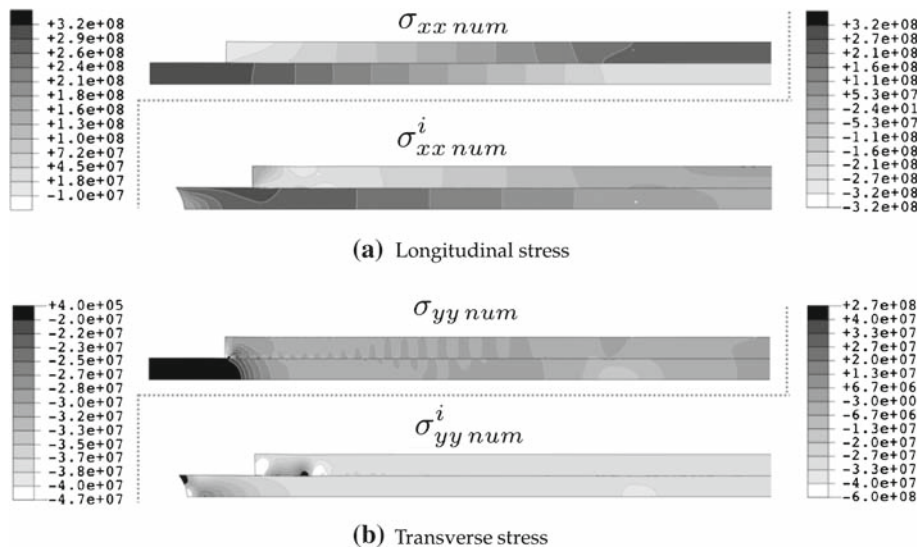 +3.2e+08
+2.9e+08
+2.6e+08
+2.4e+08
+2.1e+08
+1.8e+08
+1.6e+08
+1.3e+08
+1.0e+08
+7.2e+07
+4.5e+07
+1.8e+07
-1.0e+07
σxx num
σ^i xx num
+3.2e+08
+2.7e+08
+2.1e+08
+1.6e+08
+1.1e+08
+5.3e+07
-2.4e+01
-5.3e+07
-1.1e+08
-1.6e+08
-2.1e+08
-2.7e+08
-3.2e+08
-3.2e+08
(a) Longitudinal stress
+4.0e+05
-2.0e+07
-2.2e+07
-2.3e+07
-2.5e+07
-2.7e+07
-2.8e+07
-3.0e+07
-3.2e+07
-3.3e+07
-3.5e+07
-3.7e+07
-3.8e+07
-4.0e+07
-4.7e+07
σyy num
σ^i yy num
+2.7e+08
+4.0e+07
+3.3e+07
+2.7e+07
+2.0e+07
+1.3e+07
+6.7e+06
-3.0e+00
-6.7e+06
-1.3e+07
-2.0e+07
-2.7e+07
-3.3e+07
-4.0e+07
-6.0e+08
(b) Transverse stress